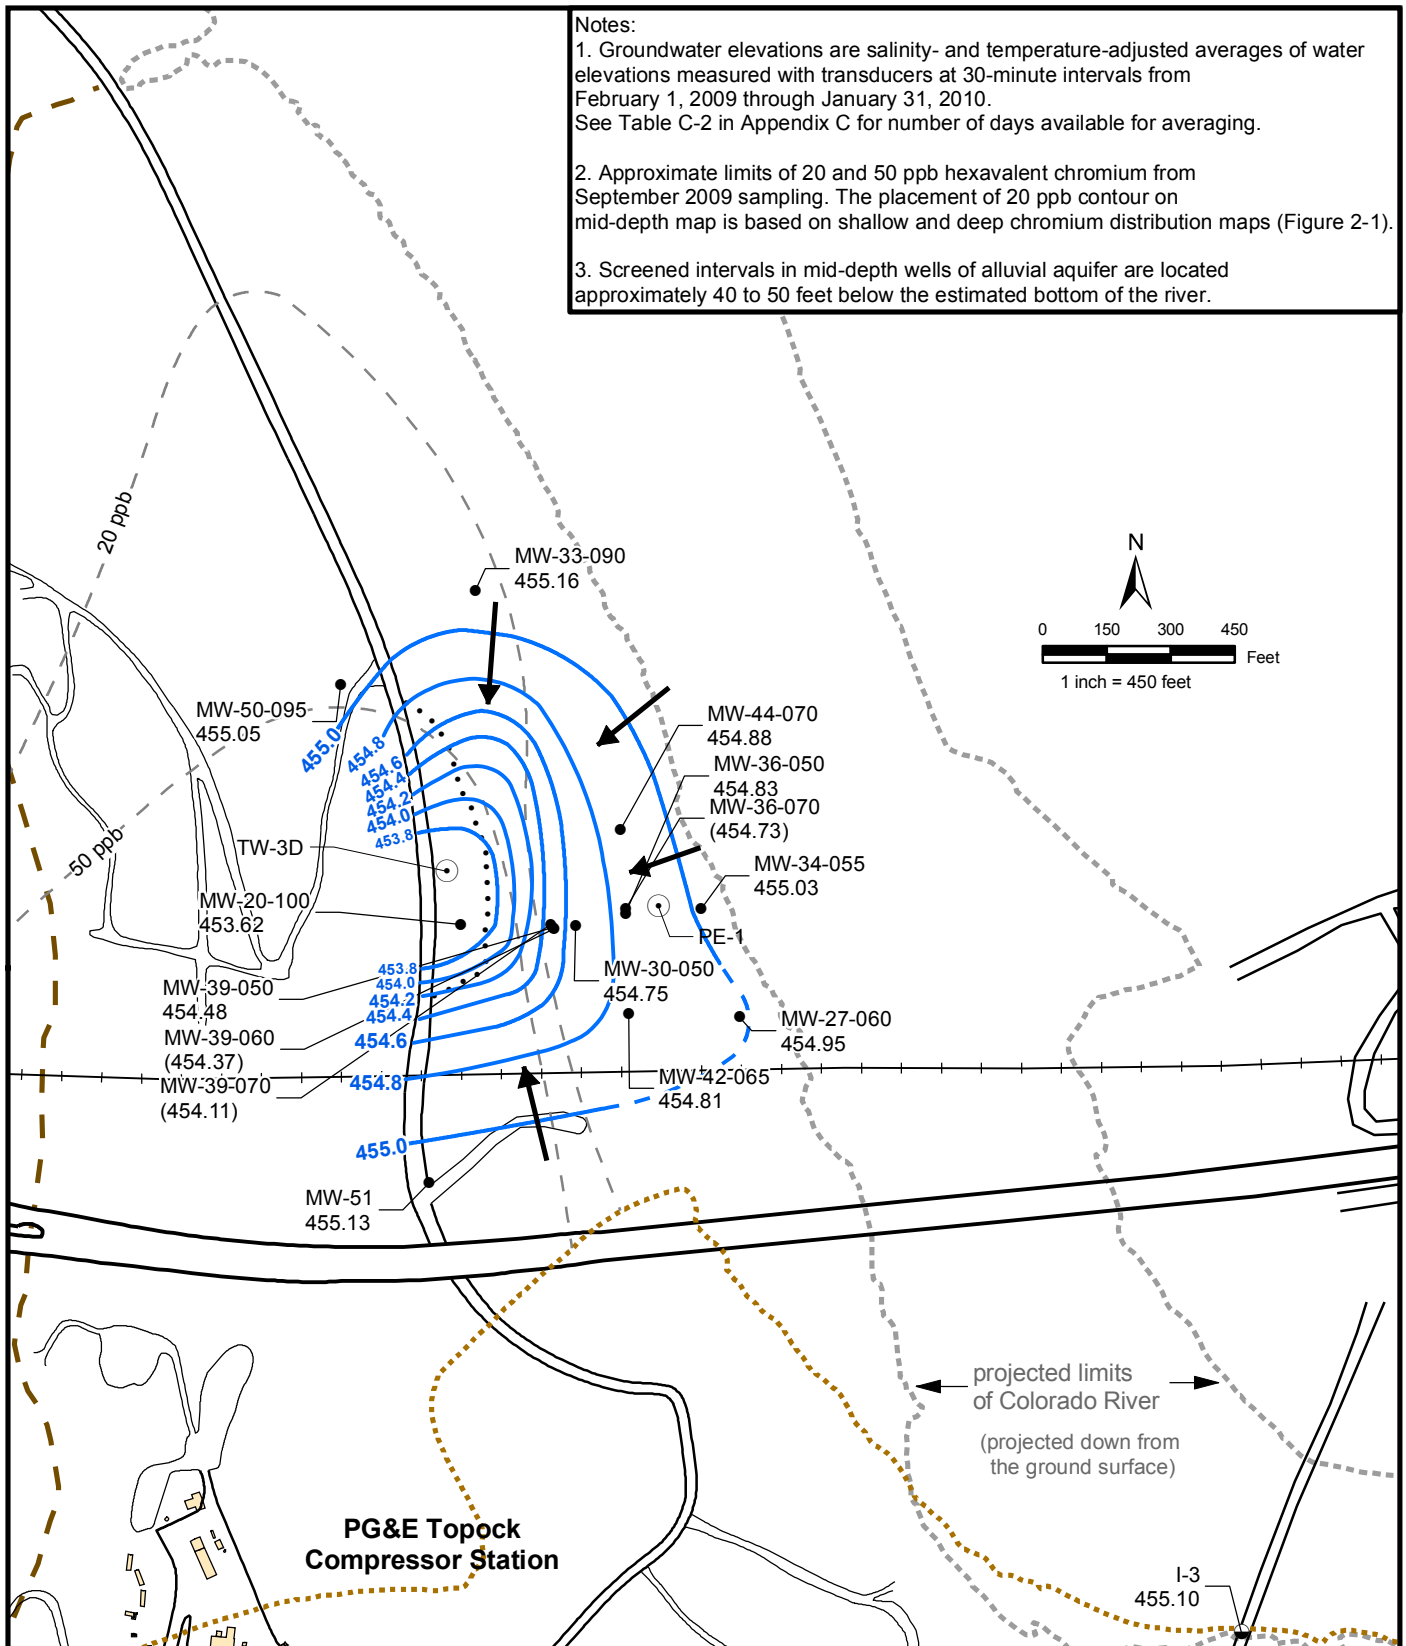 Notes:
1. Groundwater elevations are salinity- and temperature-adjusted averages of water
elevations measured with transducers at 30-minute intervals from
February 1, 2009 through January 31, 2010.
See Table C-2 in Appendix C for number of days available for averaging.
2. Approximate limits of 20 and 50 ppb hexavalent chromium from
September 2009 sampling. The placement of 20 ppb contour on
mid-depth map is based on shallow and deep chromium distribution maps (Figure 2-1).
3. Screened intervals in mid-depth wells of alluvial aquifer are located
approximately 40 to 50 feet below the estimated bottom of the river.
20 ppb
MW-33-090
455.16
N
0 150 300 450
Feet
1 inch = 450 feet
MW-50-095
455.05
455.0
454.8
454.6
454.4
454.2
454.0
453.8
MW-44-070
454.88
MW-36-050
454.83
MW-36-070
(454.73)
50 ppb
TW-3D
MW-34-055
455.03
MW-20-100
453.62
PE-1
453.8
454.0
454.2
454.4
454.6
454.8
455.0
MW-30-050
454.75
MW-39-050
454.48
MW-27-060
454.95
MW-39-060
(454.37)
MW-39-070
(454.11)
MW-42-065
454.81
MW-51
455.13
projected limits
of Colorado River
(projected down from
the ground surface)
PG&E Topock
Compressor Station
I-3
455.10